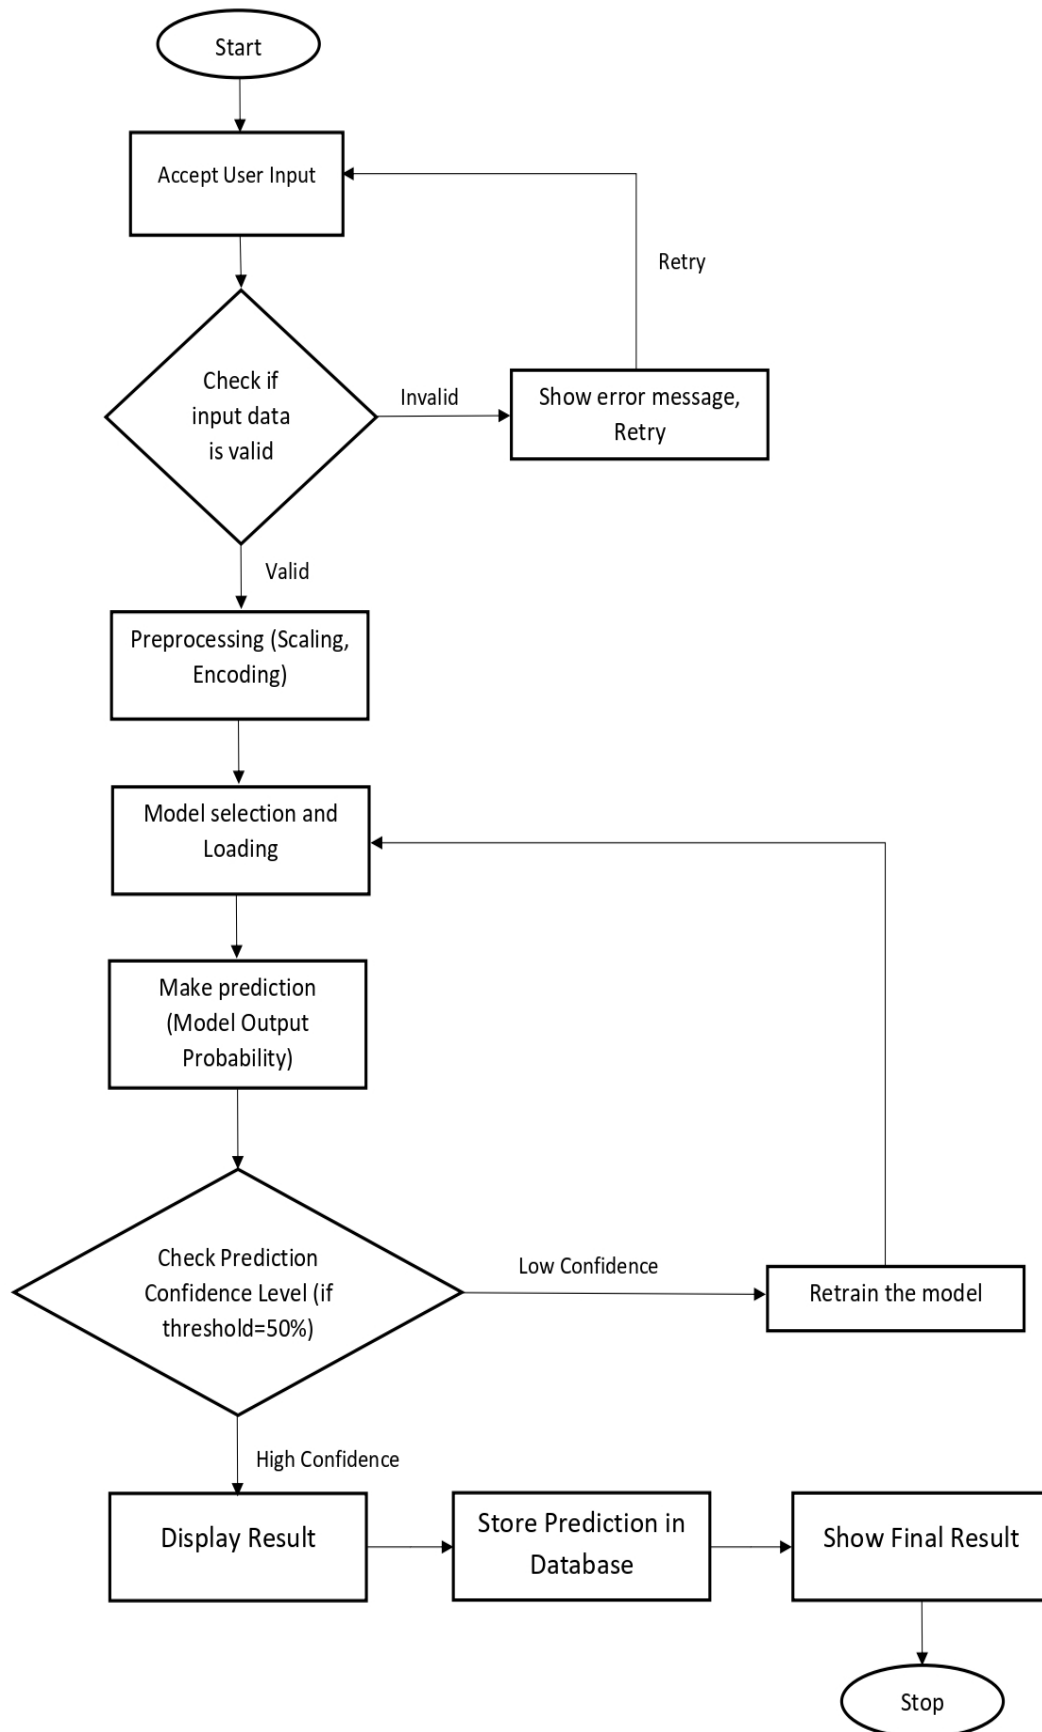 Start
Accept User Input
Retry
Check if
input data
is valid
Invalid
Show error message,
Retry
Valid
Preprocessing (Scaling,
Encoding)
Model selection and
Loading
Make prediction
(Model Output
Probability)
Check Prediction
Confidence Level (if
threshold=50%)
Low Confidence
Retrain the model
High Confidence
Display Result
Store Prediction in
Database
Show Final Result
Stop